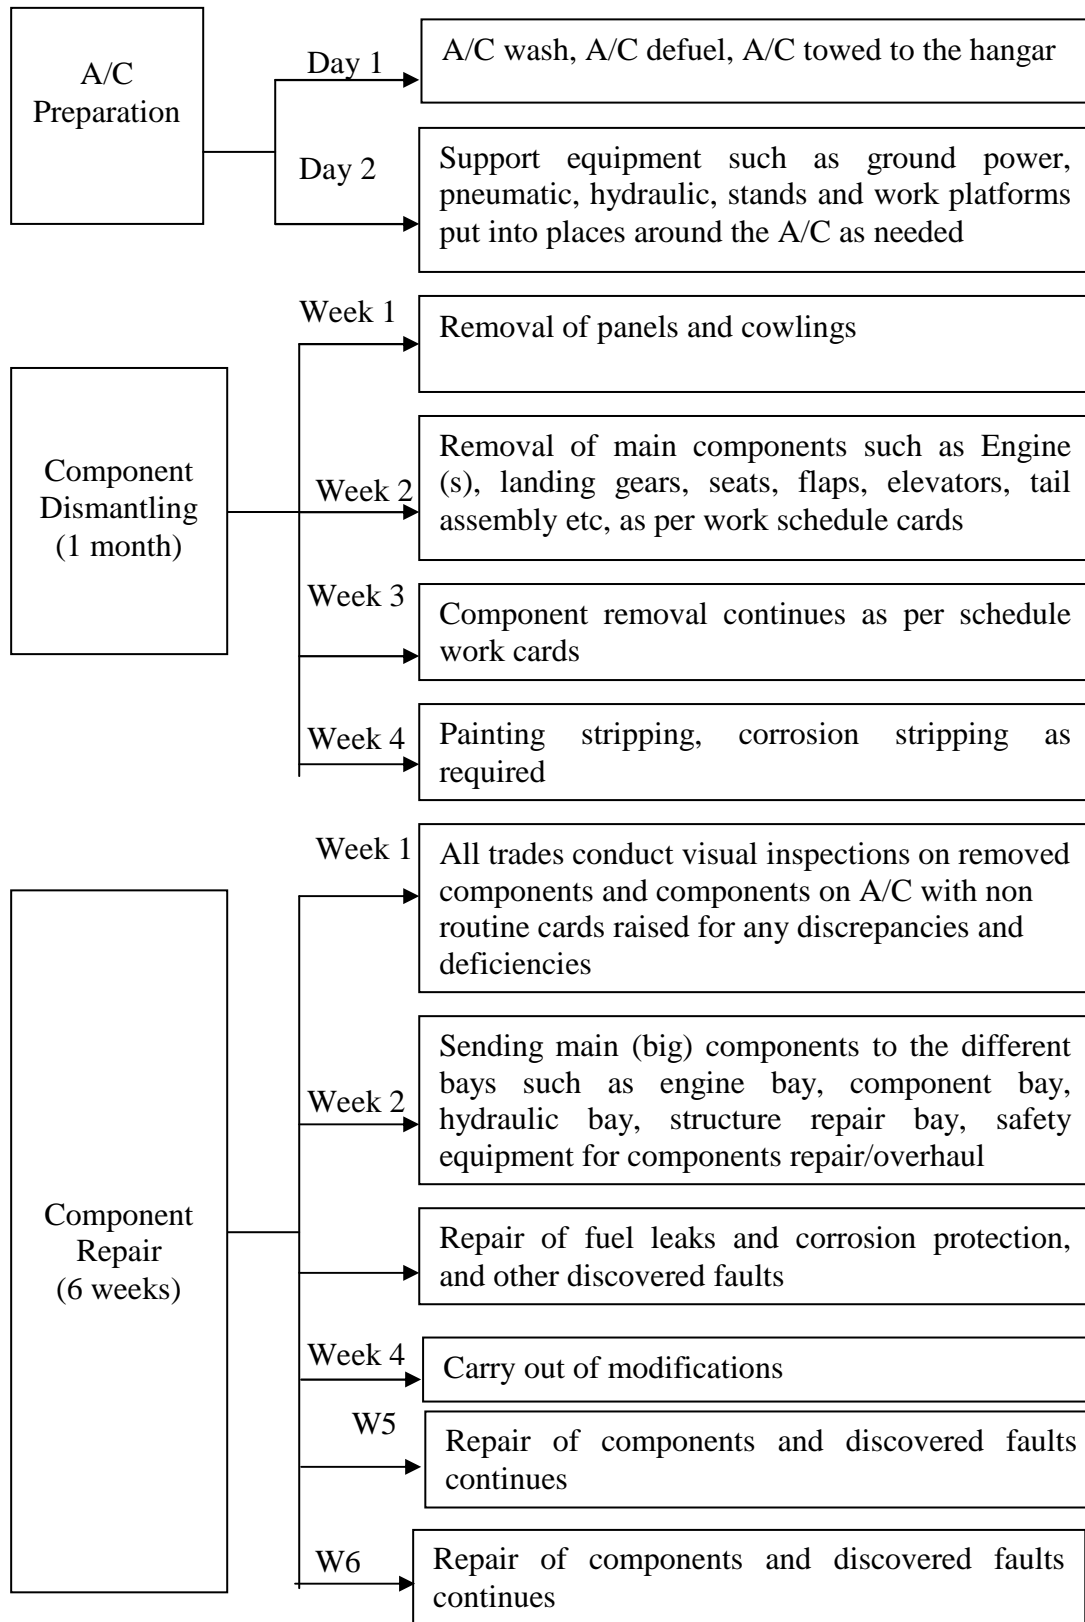 A/C
Preparation
Day 1
A/C wash, A/C defuel, A/C towed to the hangar
Day 2
Support equipment such as ground power,
pneumatic, hydraulic, stands and work platforms
put into places around the A/C as needed
Component
Dismantling
(1 month)
Week 1
Removal of panels and cowlings
Week 2
Removal of main components such as Engine
(s), landing gears, seats, flaps, elevators, tail
assembly etc, as per work schedule cards
Week 3
Component removal continues as per schedule
work cards
Week 4
Painting stripping, corrosion stripping as
required
Component
Repair
(6 weeks)
Week 1
All trades conduct visual inspections on removed
components and components on A/C with non
routine cards raised for any discrepancies and
deficiencies
Week 2
Sending main (big) components to the different
bays such as engine bay, component bay,
hydraulic bay, structure repair bay, safety
equipment for components repair/overhaul
Repair of fuel leaks and corrosion protection,
and other discovered faults
Week 4
Carry out of modifications
W5
Repair of components and discovered faults
continues
W6
Repair of components and discovered faults
continues